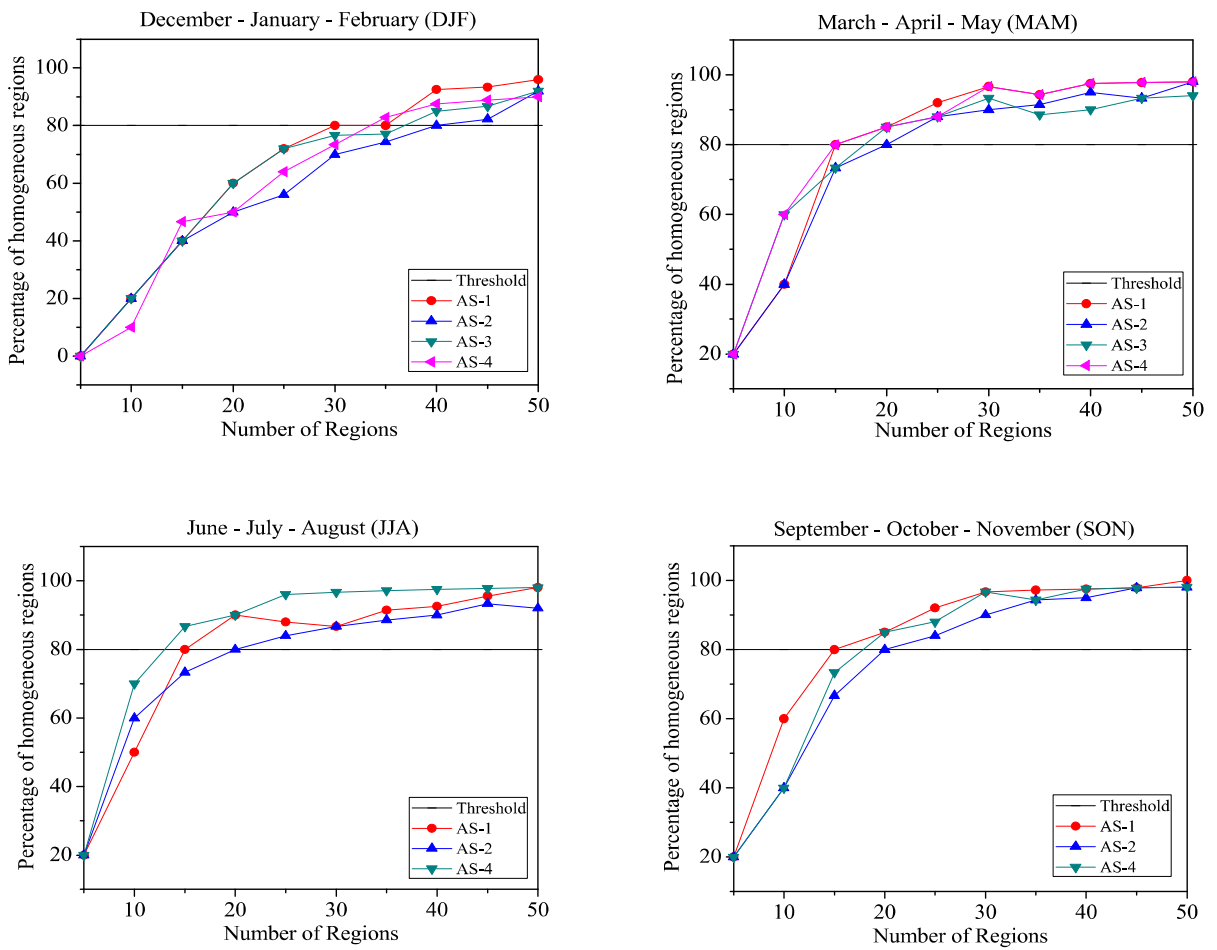 December - January - February (DJF)
Percentage of homogeneous regions
100
80
60
40
20
0
Threshold
AS-1
AS-2
AS-3
AS-4
10 20 30 40 50
Number of Regions
March - April - May (MAM)
Percentage of homogeneous regions
100
80
60
40
20
Threshold
AS-1
AS-2
AS-3
AS-4
10 20 30 40 50
Number of Regions
June - July - August (JJA)
Percentage of homogeneous regions
100
80
60
40
20
Threshold
AS-1
AS-2
AS-4
10 20 30 40 50
Number of Regions
September - October - November (SON)
Percentage of homogeneous regions
100
80
60
40
20
Threshold
AS-1
AS-2
AS-4
10 20 30 40 50
Number of Regions